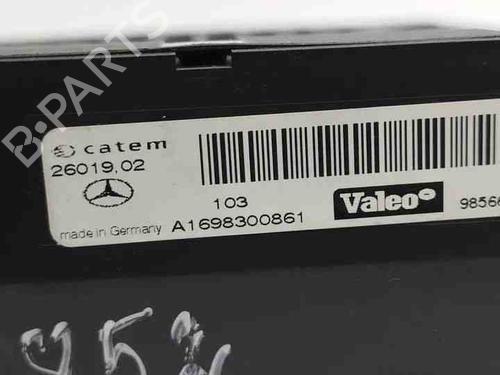 B-PARTS
catem
26019,02
103
Valeo
9856
made in Germany
A1698300861